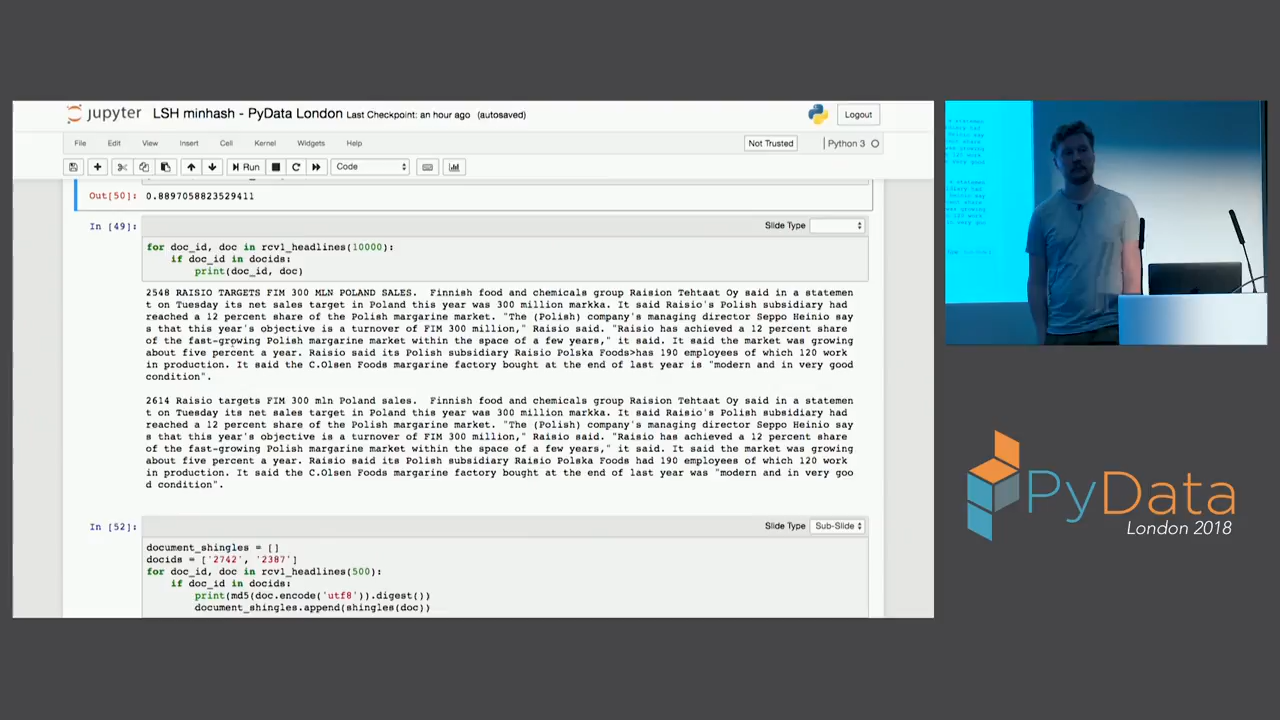 jupyter LSH minhash - PyData London Last Checkpoint: an hour ago (autosaved)
Logout
File Edit View Insert Cell Kernel Widgets Help
Not Trusted
Python 3
Run
Code
Out[50]: 0.8897058823529411
In [49]:
Slide Type
for doc_id, doc in rcv1_headlines(10000):
if doc_id in docids:
print(doc_id, doc)
2548 RAISIO TARGETS FIM 300 MLN POLAND SALES. Finnish food and chemicals group Raision Tehtaat Oy said in a statemen
t on Tuesday its net sales target in Poland this year was 300 million markka. It said Raisio's Polish subsidiary had
reached a 12 percent share of the Polish margarine market. "The (Polish) company's managing director Seppo Heinio say
s that this year's objective is a turnover of FIM 300 million," Raisio said. "Raisio has achieved a 12 percent share
of the fast-growing Polish margarine market within the space of a few years," it said. It said the market was growing
about five percent a year. Raisio said its Polish subsidiary Raisio Polska Foods>has 190 employees of which 120 work
in production. It said the C.Olsen Foods margarine factory bought at the end of last year is "modern and in very good
condition".
2614 Raisio targets FIM 300 mln Poland sales. Finnish food and chemicals group Raision Tehtaat Oy said in a statemen
t on Tuesday its net sales target in Poland this year was 300 million markka. It said Raisio's Polish subsidiary had
reached a 12 percent share of the Polish margarine market. "The (Polish) company's managing director Seppo Heinio say
s that this year's objective is a turnover of FIM 300 million," Raisio said. "Raisio has achieved a 12 percent share
of the fast-growing Polish margarine market within the space of a few years," it said. It said the market was growing
about five percent a year. Raisio said its Polish subsidiary Raisio Polska Foods had 190 employees of which 120 work
in production. It said the C.Olsen Foods margarine factory bought at the end of last year was "modern and in very goo
d condition".
In [52]:
Slide Type Sub-Slide
document_shingles = []
docids = ['2742', '2387']
for doc_id, doc in rcv1_headlines(500):
if doc_id in docids:
print(md5(doc.encode('utf8')).digest())
document_shingles.append(shingles(doc))
PyData
London 2018